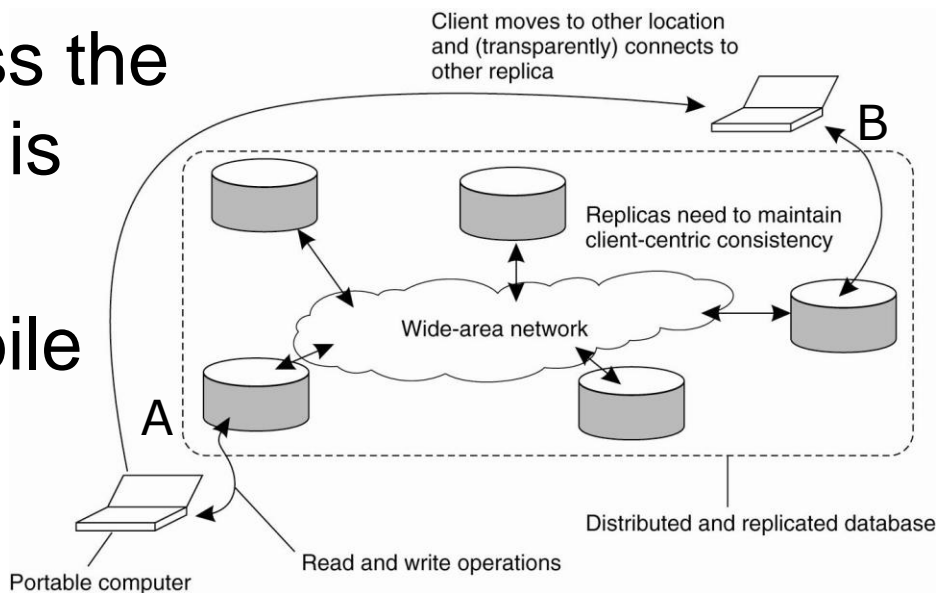 ss the
is
bile
Client moves to other location
and (transparently) connects to
other replica
B
Replicas need to maintain
client-centric consistency
Wide-area network
A
Distributed and replicated database
Read and write operations
Portable computer